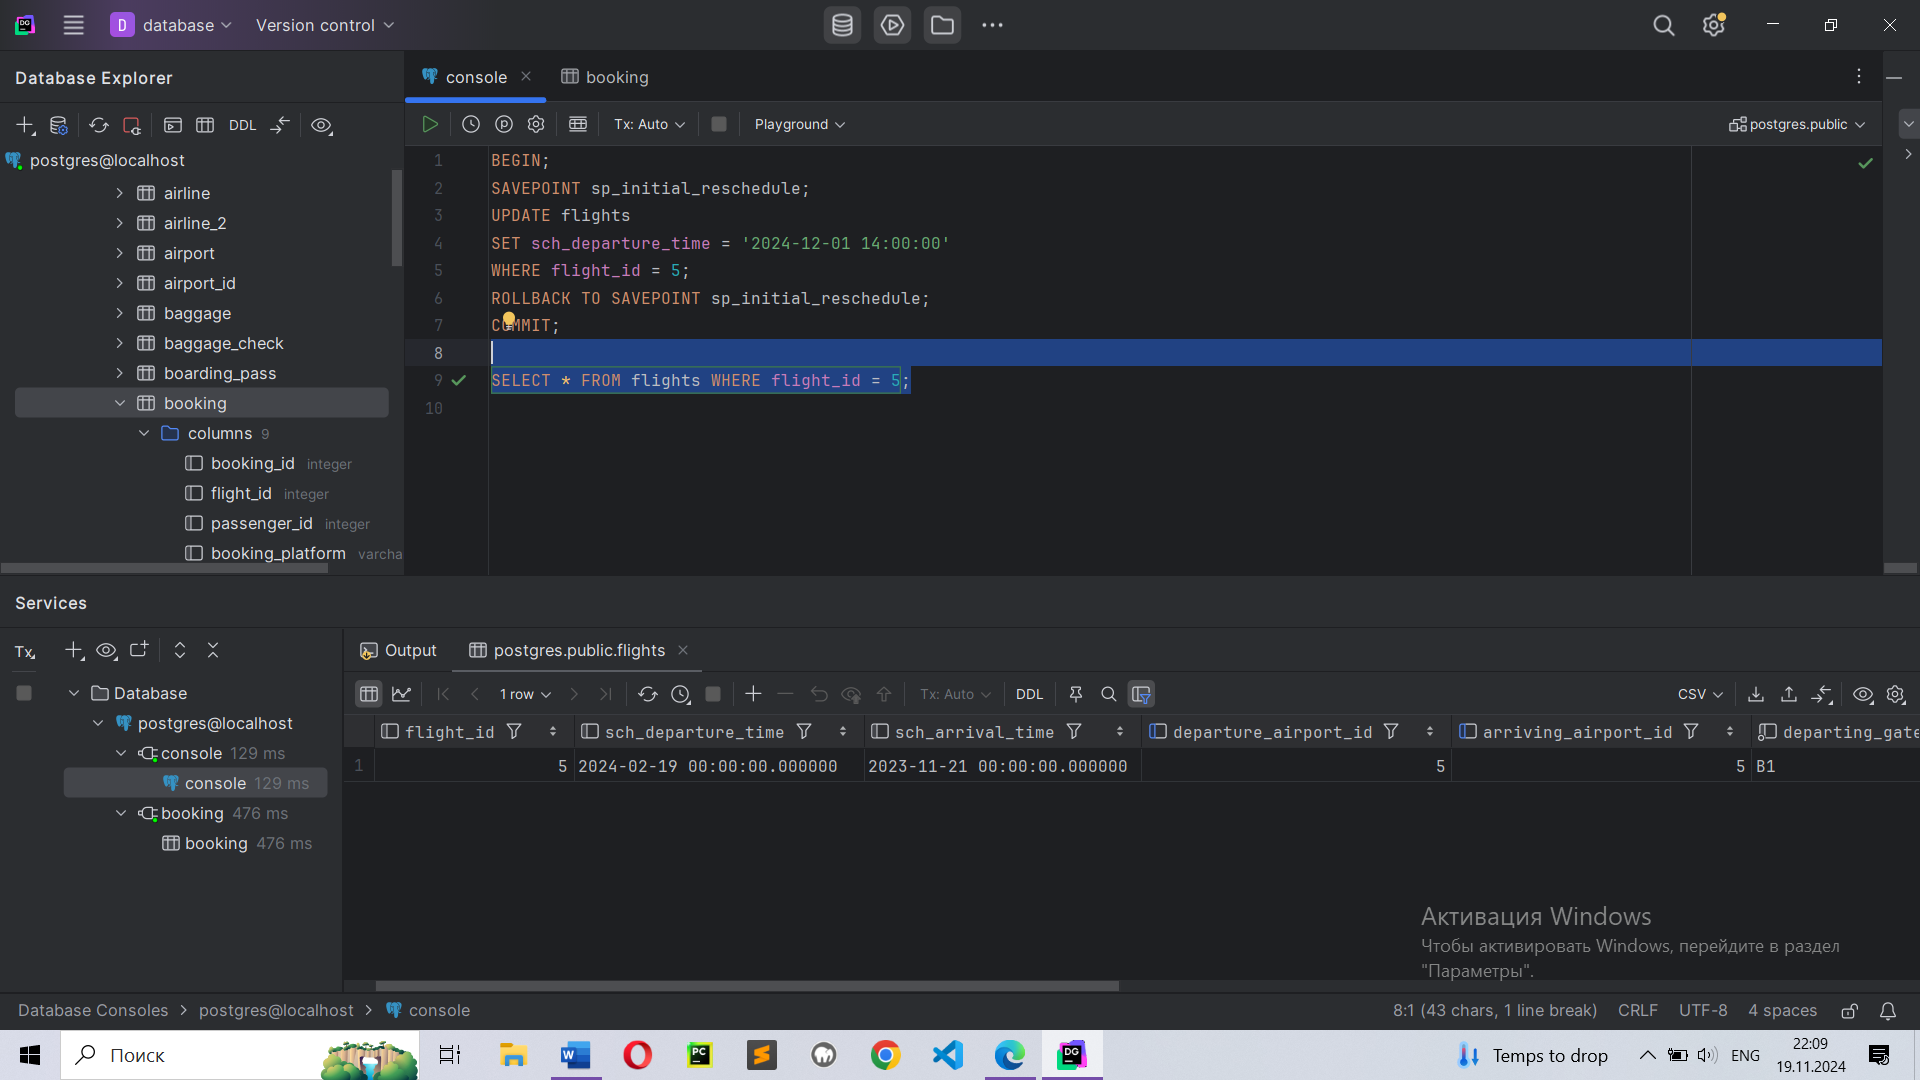 D database Version control
Database Explorer
console
booking
DDL
Tx: Auto
Playground
postgres.public
postgres@localhost
airline
airline_2
airport
airport_id
baggage
baggage_check
boarding_pass
booking
columns 9
booking_id integer
flight_id integer
passenger_id integer
booking_platform varcha
1 BEGIN;
2 SAVEPOINT sp_initial_reschedule;
3 UPDATE flights
4 SET sch_departure_time = '2024-12-01 14:00:00'
5 WHERE flight_id = 5;
6 ROLLBACK TO SAVEPOINT sp_initial_reschedule;
7 COMMIT;
8
9 SELECT * FROM flights WHERE flight_id = 5;
10
Services
Tx
Database
postgres@localhost
console 129 ms
console 129 ms
booking 476 ms
booking 476 ms
Output
postgres.public.flights
1 row
Tx: Auto
DDL
CSV
flight_id sch_departure_time sch_arrival_time departure_airport_id arriving_airport_id departing_gate
1 5 2024-02-19 00:00:00.000000 2023-11-21 00:00:00.000000 5 5 B1
Активация Windows
Чтобы активировать Windows, перейдите в раздел
"Параметры".
Database Consoles > postgres@localhost > console
8:1 (43 chars, 1 line break) CRLF UTF-8 4 spaces
Поиск
Temps to drop
ENG
22:09
19.11.2024